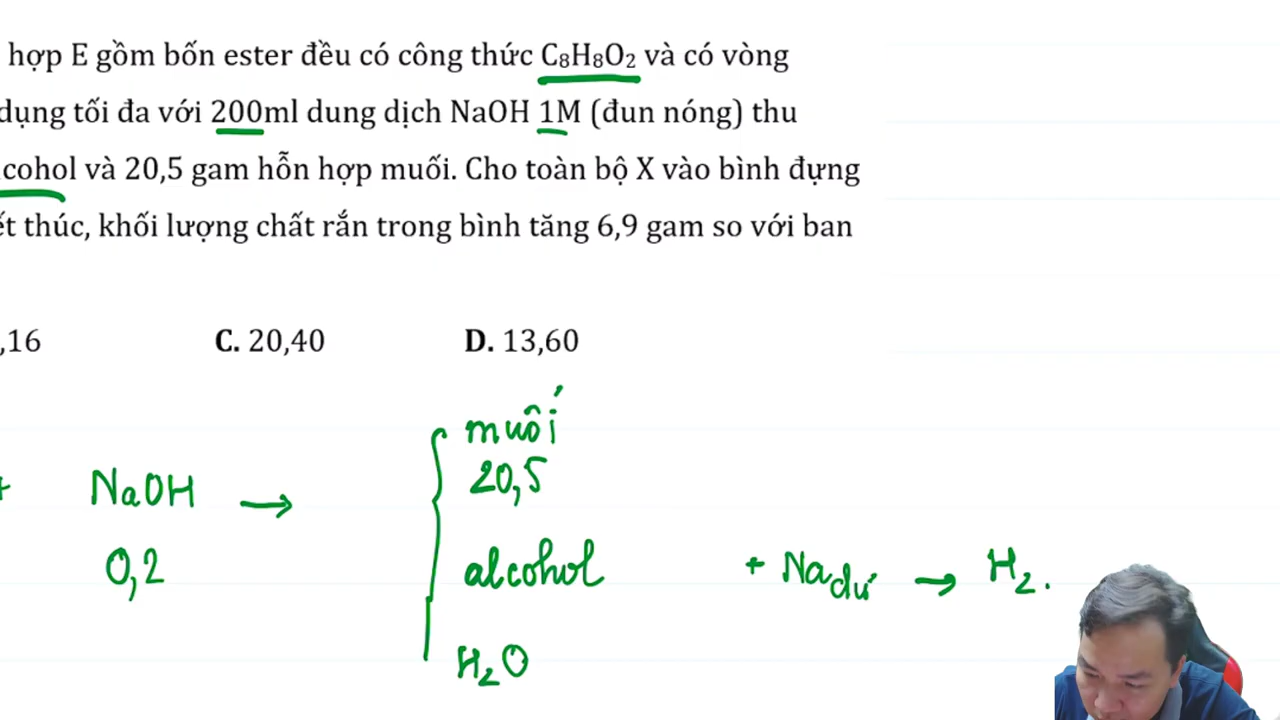 hợp E gồm bốn ester đều có công thức C₈H₈O₂ và có vòng
dụng tối đa với 200ml dung dịch NaOH 1M (đun nóng) thu
cohol và 20,5 gam hỗn hợp muối. Cho toàn bộ X vào bình đựng
ết thúc, khối lượng chất rắn trong bình tăng 6,9 gam so với ban
,16 C. 20,40 D. 13,60
muối
20,5
+ NaOH →
0,2
alcohol + Na dư → H₂.
H₂O